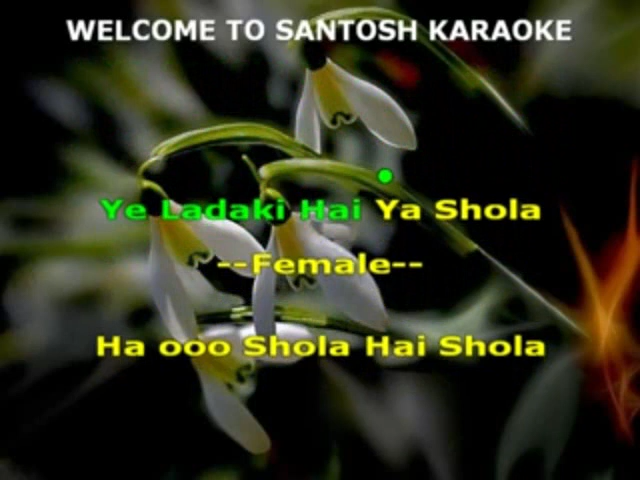 WELCOME TO SANTOSH KARAOKE
Ye Ladaki Hai Ya Shola
--Female--
Ha ooo Shola Hai Shola